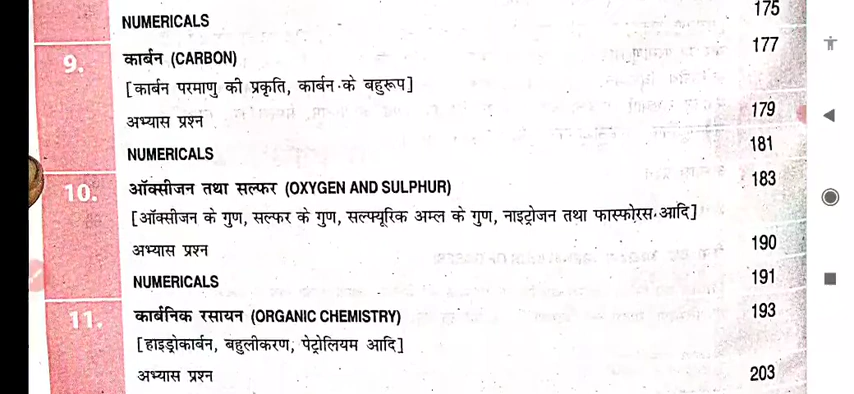 NUMERICALS 175
9. कार्बन (CARBON) 177
[कार्बन परमाणु की प्रकृति, कार्बन के बहुरूप]
अभ्यास प्रश्न 179
NUMERICALS 181
10. ऑक्सीजन तथा सल्फर (OXYGEN AND SULPHUR) 183
[ऑक्सीजन के गुण, सल्फर के गुण, सल्फ्यूरिक अम्ल के गुण, नाइट्रोजन तथा फास्फोरस आदि]
अभ्यास प्रश्न 190
NUMERICALS 191
11. कार्बनिक रसायन (ORGANIC CHEMISTRY) 193
[हाइड्रोकार्बन, बहुलीकरण, पेट्रोलियम आदि]
अभ्यास प्रश्न 203